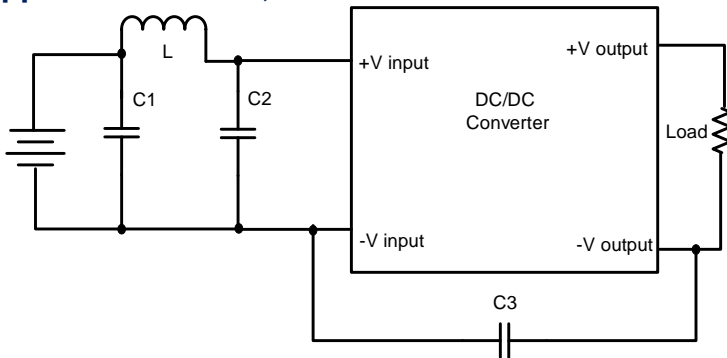 L
C1
C2
+V input
-V input
DC/DC
Converter
+V output
-V output
Load
C3